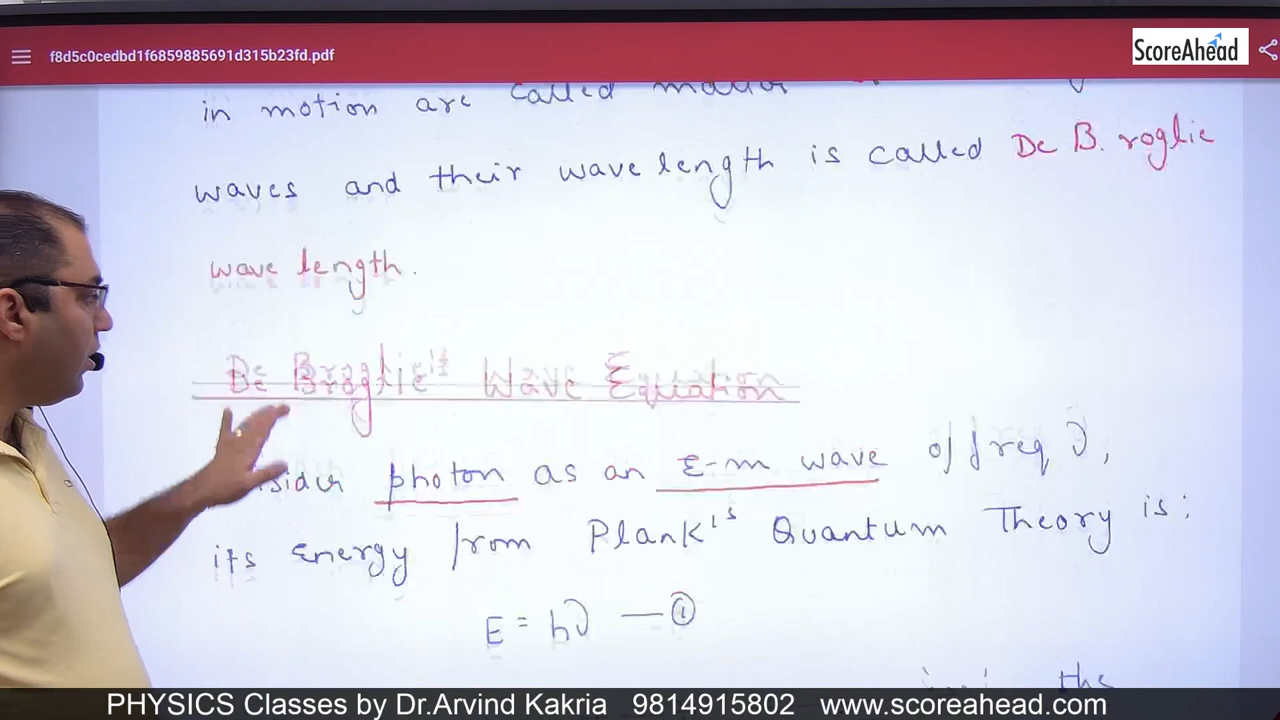 f8d5c0cedbd1f6859885691d315b23fd.pdf
ScoreAhead
in motion are called
waves and their wave length is called De B. roglie
wave length.
De Broglie's Wave Equation
photon as an E-m wave of freq ν,
its energy from Plank's Quantum Theory is:
E = hν — ①
the
PHYSICS Classes by Dr.Arvind Kakria 9814915802 www.scoreahead.com